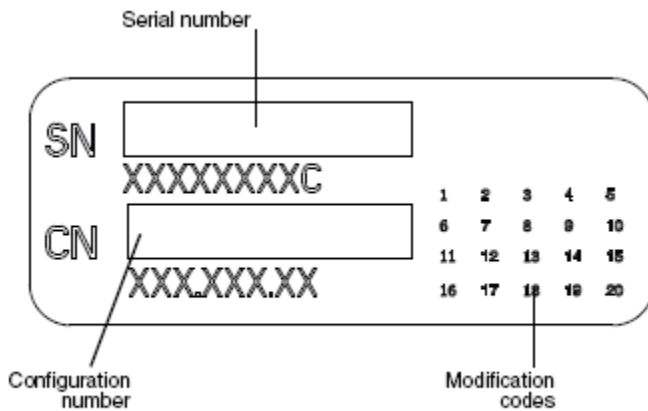 Serial number
SN
XXXXXXXXC
CN
XXX.XXX.XX
1 2 3 4 5
6 7 8 9 10
11 12 13 14 15
16 17 18 19 20
Configuration
number
Modification
codes